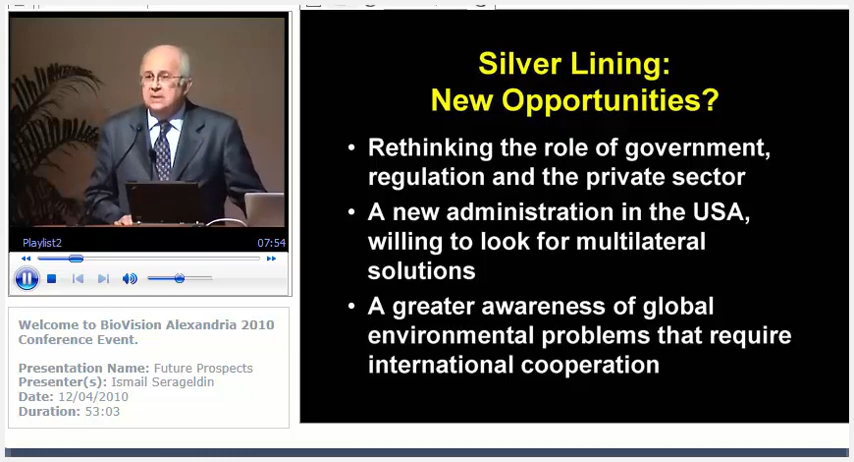 Playlist2
07:54
Welcome to BioVision Alexandria 2010
Conference Event.
Presentation Name: Future Prospects
Presenter(s): Ismail Serageldin
Date: 12/04/2010
Duration: 53:03
Silver Lining:
New Opportunities?
• Rethinking the role of government,
regulation and the private sector
• A new administration in the USA,
willing to look for multilateral
solutions
• A greater awareness of global
environmental problems that require
international cooperation